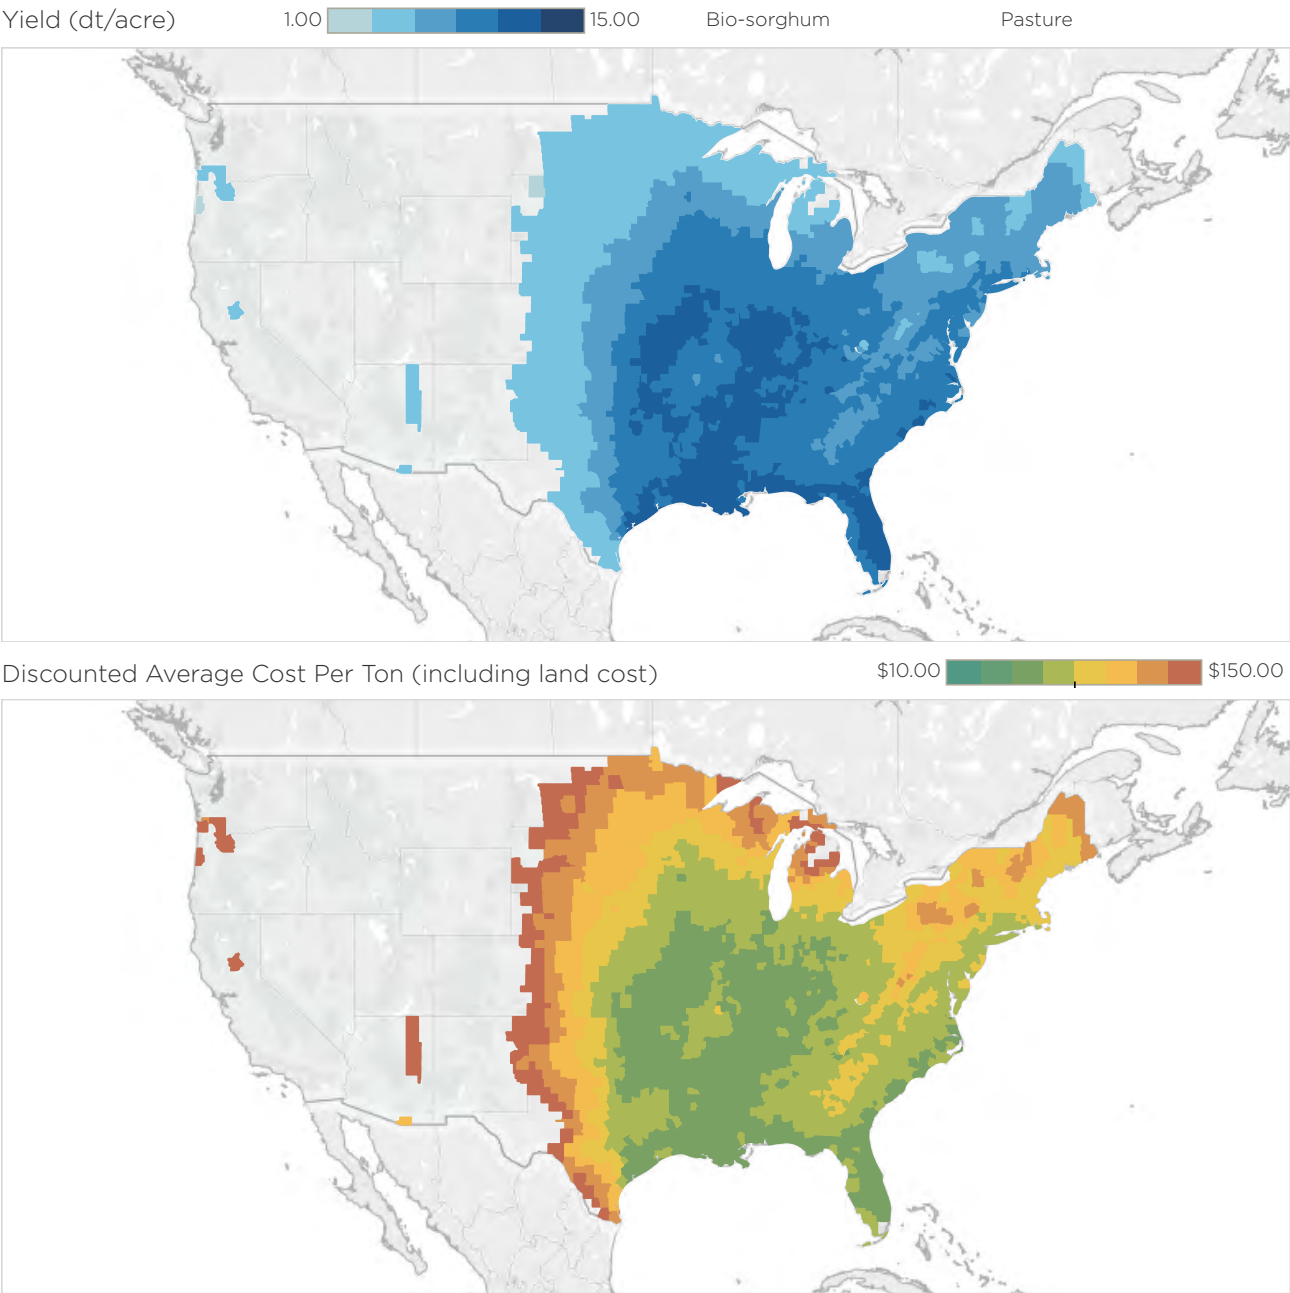 Yield (dt/acre) 1.00 15.00 Bio-sorghum Pasture
Discounted Average Cost Per Ton (including land cost) $10.00 $150.00